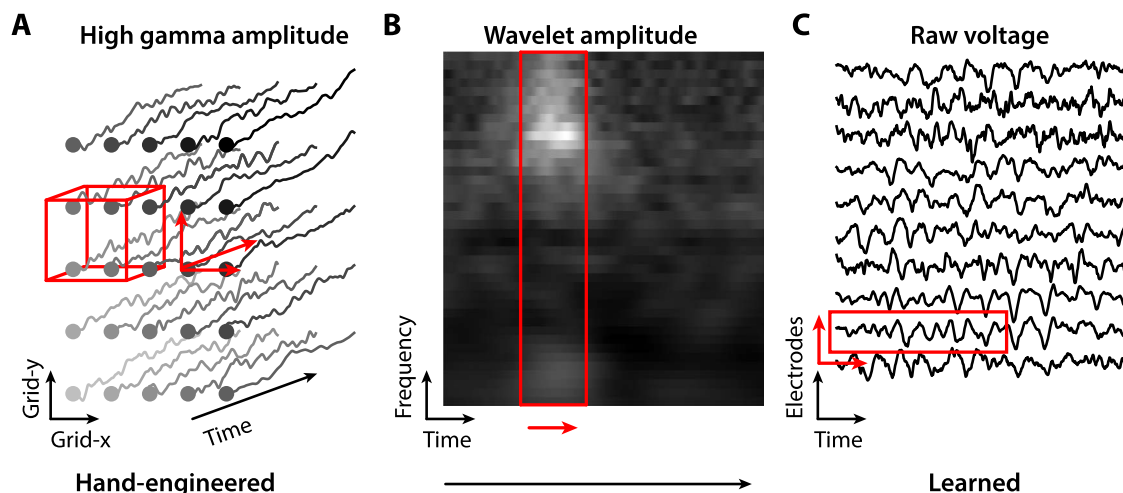 A
High gamma amplitude
B
Wavelet amplitude
C
Raw voltage
Grid-y
Grid-x
Time
Frequency
Time
Electrodes
Time
Hand-engineered
Learned